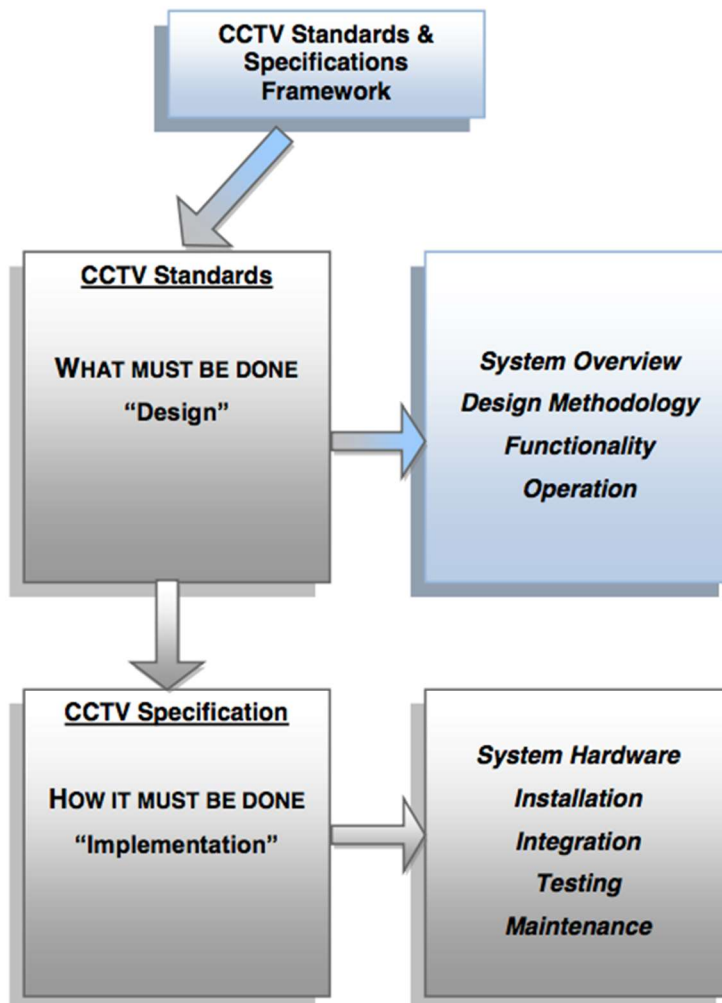 CCTV Standards &
Specifications
Framework
CCTV Standards
WHAT MUST BE DONE
“Design”
System Overview
Design Methodology
Functionality
Operation
CCTV Specification
HOW IT MUST BE DONE
“Implementation”
System Hardware
Installation
Integration
Testing
Maintenance